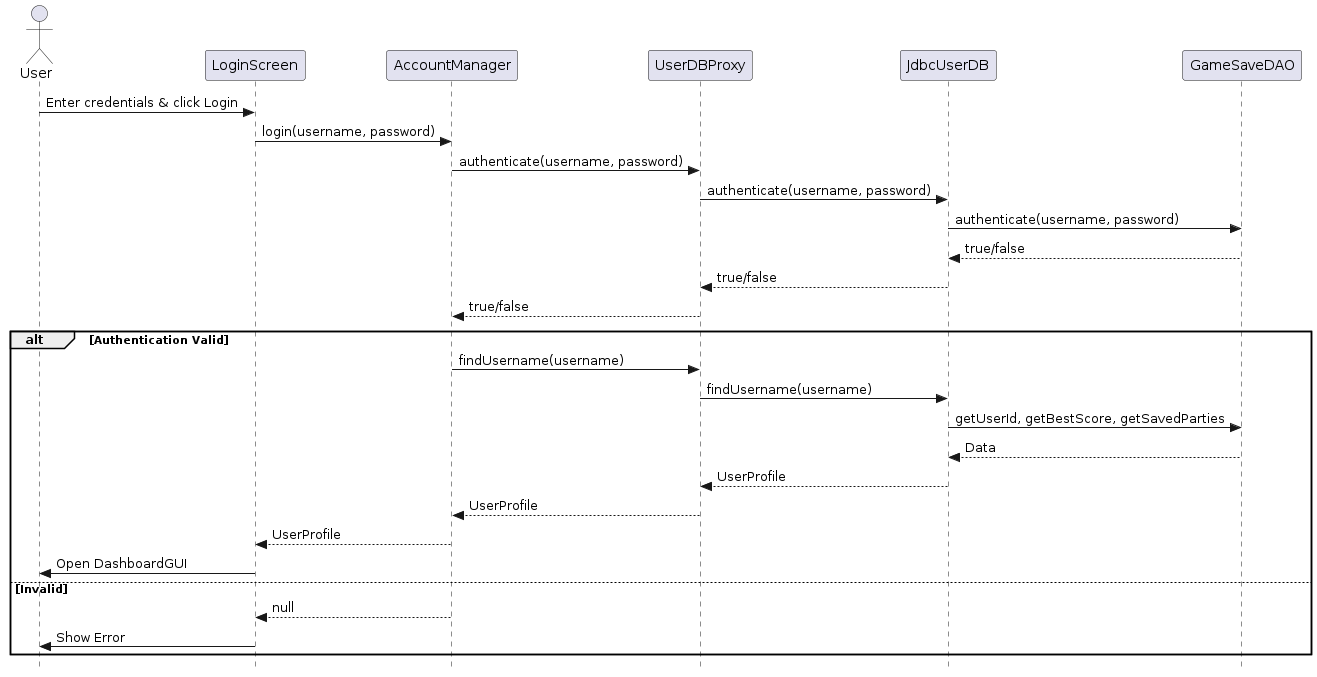 User
LoginScreen
AccountManager
UserDBProxy
JdbcUserDB
GameSaveDAO
Enter credentials & click Login
login(username, password)
authenticate(username, password)
authenticate(username, password)
authenticate(username, password)
true/false
true/false
true/false
alt
[Authentication Valid]
findUsername(username)
findUsername(username)
getUserId, getBestScore, getSavedParties
Data
UserProfile
UserProfile
UserProfile
Open DashboardGUI
[Invalid]
null
Show Error